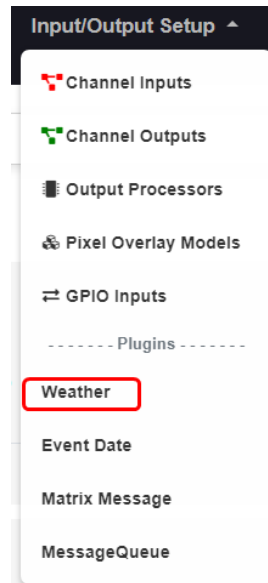 Input/Output Setup
Channel Inputs
Channel Outputs
Output Processors
Pixel Overlay Models
GPIO Inputs
- - - - - - - Plugins - - - - - - -
Weather
Event Date
Matrix Message
MessageQueue